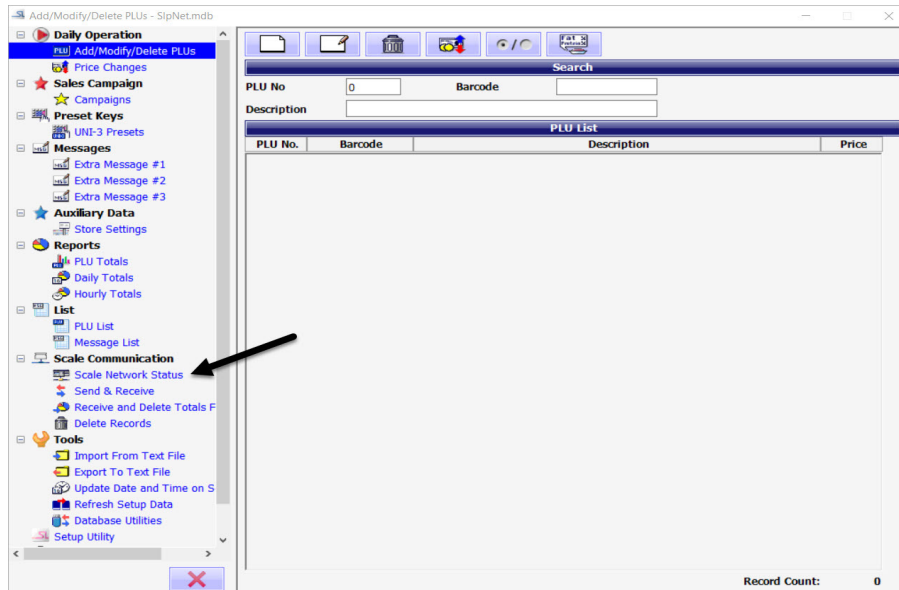 Add/Modify/Delete PLUs - SlpNet.mdb
Daily Operation
PLU Add/Modify/Delete PLUs
Price Changes
Sales Campaign
Campaigns
Preset Keys
UNI-3 Presets
Messages
Extra Message #1
Extra Message #2
Extra Message #3
Auxiliary Data
Store Settings
Reports
PLU Totals
Daily Totals
Hourly Totals
List
PLU List
Message List
Scale Communication
Scale Network Status
Send & Receive
Receive and Delete Totals F
Delete Records
Tools
Import From Text File
Export To Text File
Update Date and Time on S
Refresh Setup Data
Database Utilities
Setup Utility
Search
PLU No 0 Barcode
Description
PLU List
PLU No. Barcode Description Price
Record Count: 0